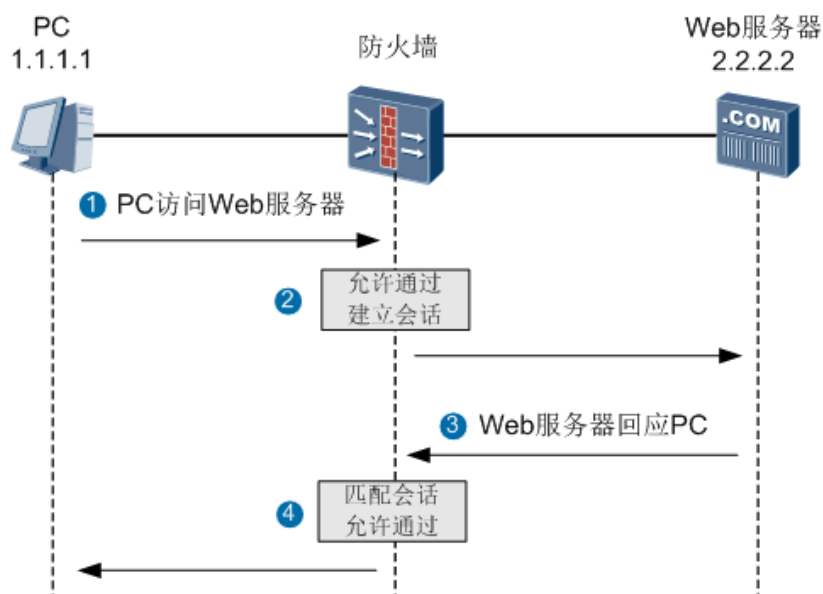 PC
1.1.1.1
防火墙
Web服务器
2.2.2.2
.COM
1 PC访问Web服务器
2
允许通过
建立会话
3 Web服务器回应PC
4
匹配会话
允许通过